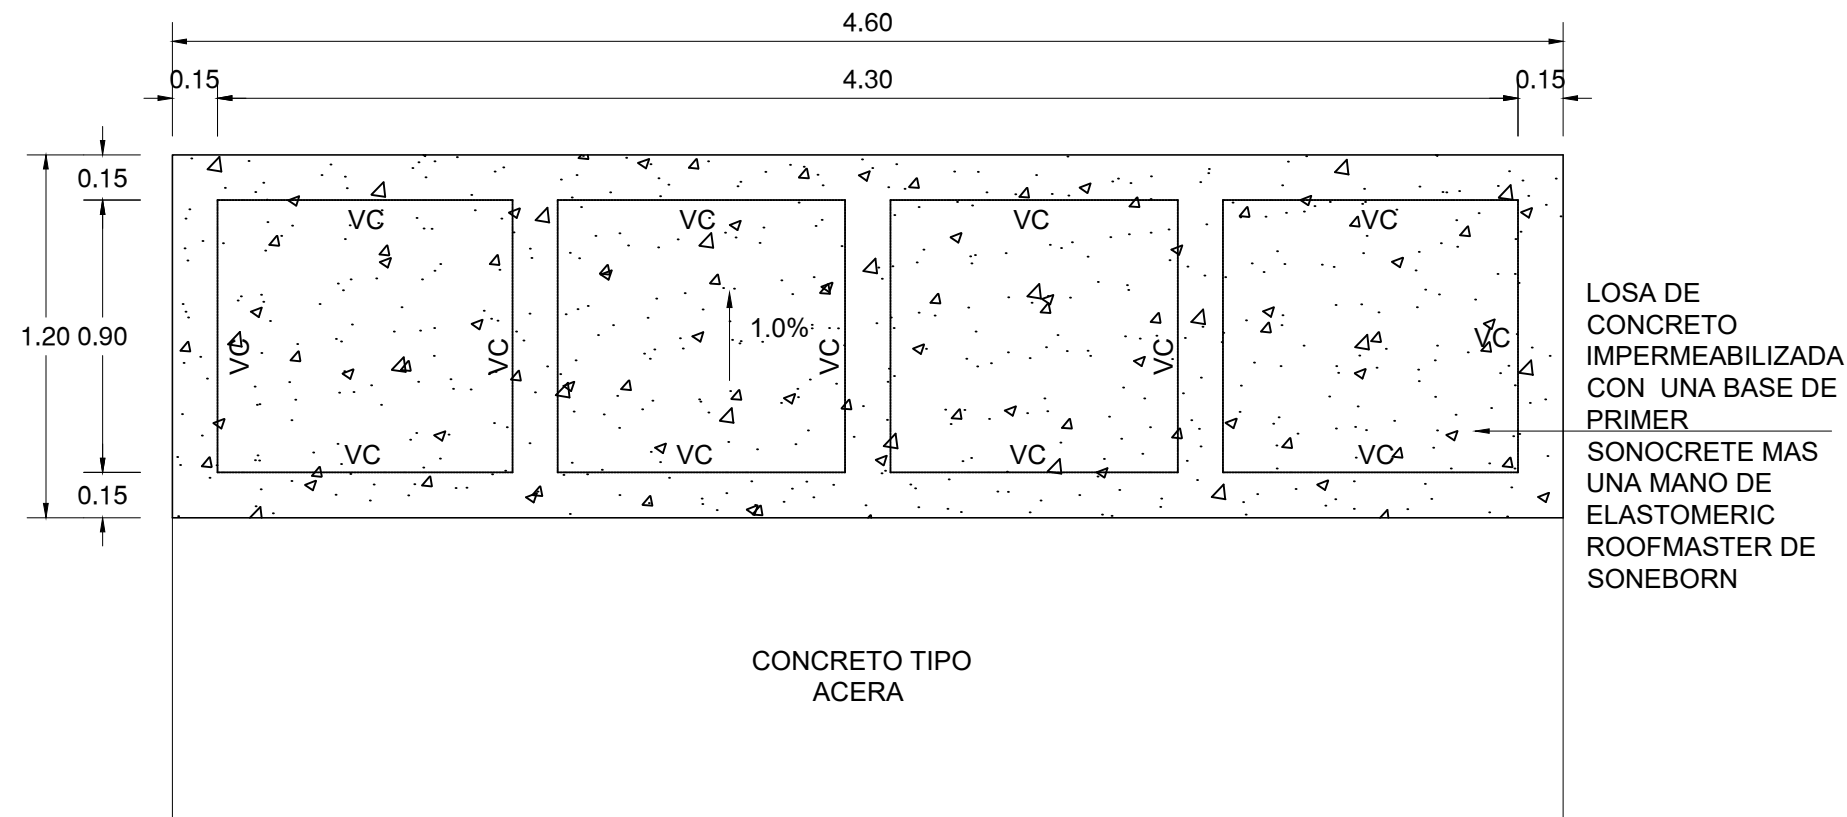 4.60
0.15 4.30 0.15
0.15
VC VC VC VC
1.20 0.90
1.0%
VC VC VC VC VC
VC VC VC VC
0.15
LOSA DE
CONCRETO
IMPERMEABILIZADA
CON UNA BASE DE
PRIMER
SONOCRETE MAS
UNA MANO DE
ELASTOMERIC
ROOFMASTER DE
SONEBORN
CONCRETO TIPO
ACERA